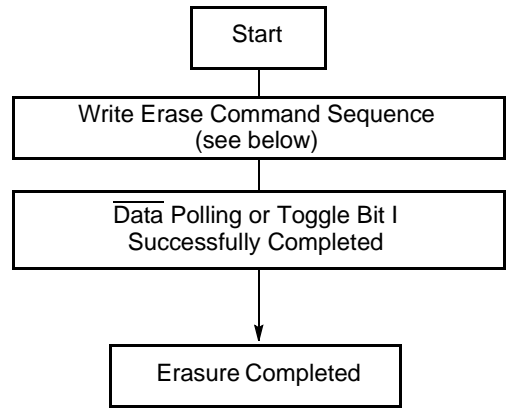 Start
Write Erase Command Sequence
(see below)
Data Polling or Toggle Bit I
Successfully Completed
Erasure Completed